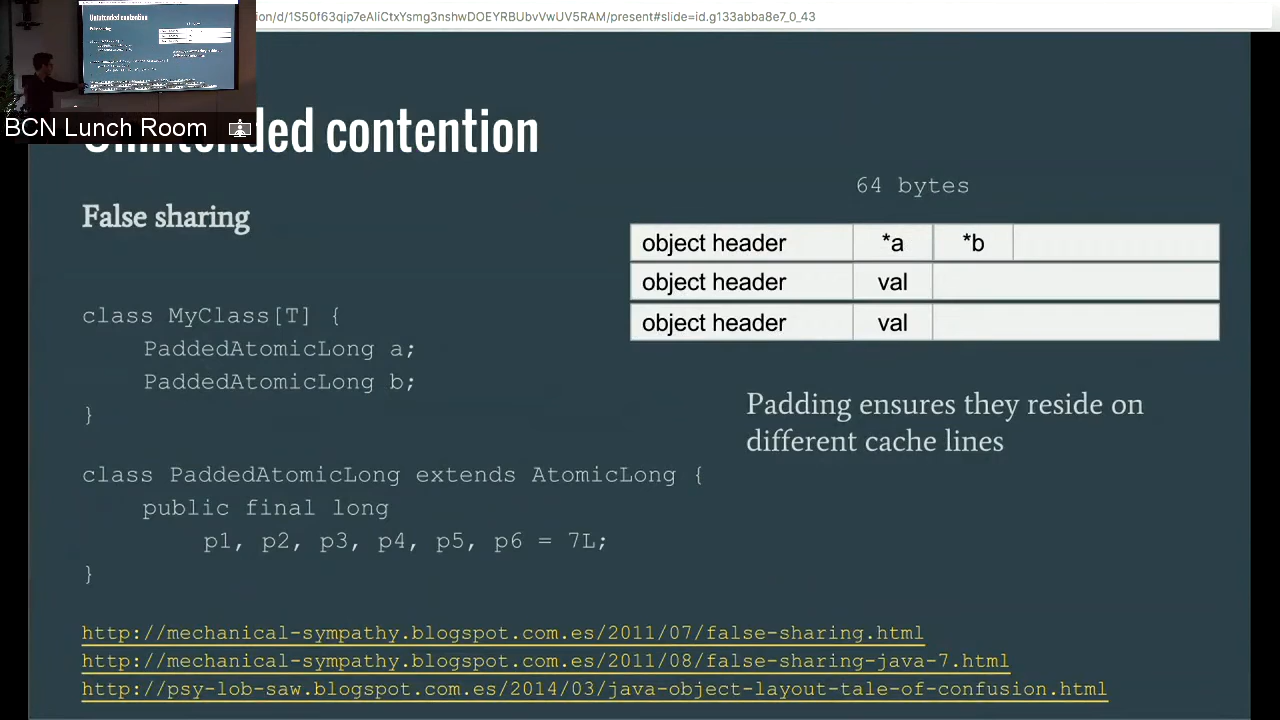 ion/d/1S50f63qip7eAliCtxYsmg3nshwDOEYRBUbvVwUV5RAM/present#slide=id.g133abba8e7_0_43
Unintended contention
BCN Lunch Room
Unintended contention
False sharing
64 bytes
object header *a *b
object header val
object header val
class MyClass[T] {
PaddedAtomicLong a;
PaddedAtomicLong b;
}
Padding ensures they reside on
different cache lines
class PaddedAtomicLong extends AtomicLong {
public final long
p1, p2, p3, p4, p5, p6 = 7L;
}
http://mechanical-sympathy.blogspot.com.es/2011/07/false-sharing.html
http://mechanical-sympathy.blogspot.com.es/2011/08/false-sharing-java-7.html
http://psy-lob-saw.blogspot.com.es/2014/03/java-object-layout-tale-of-confusion.html